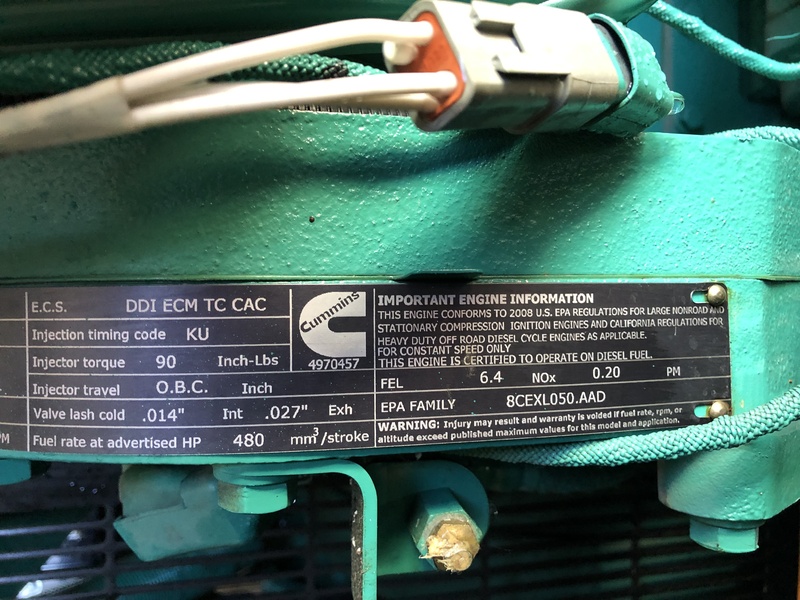 E.C.S. DDI ECM TC CAC
Injection timing code KU
Injector torque 90 Inch-Lbs
Injector travel O.B.C. Inch
Valve lash cold .014" Int .027" Exh
PM
Fuel rate at advertised HP 480 mm³/stroke
Cummins
4970457
IMPORTANT ENGINE INFORMATION
THIS ENGINE CONFORMS TO 2008 U.S. EPA REGULATIONS FOR LARGE NONROAD AND
STATIONARY COMPRESSION IGNITION ENGINES AND CALIFORNIA REGULATIONS FOR
HEAVY DUTY OFF ROAD DIESEL CYCLE ENGINES AS APPLICABLE.
FOR CONSTANT SPEED ONLY
THIS ENGINE IS CERTIFIED TO OPERATE ON DIESEL FUEL.
FEL 6.4 NOx 0.20 PM
EPA FAMILY 8CEXL050.AAD
WARNING: Injury may result and warranty is voided if fuel rate, rpm, or
altitude exceed published maximum values for this model and application.